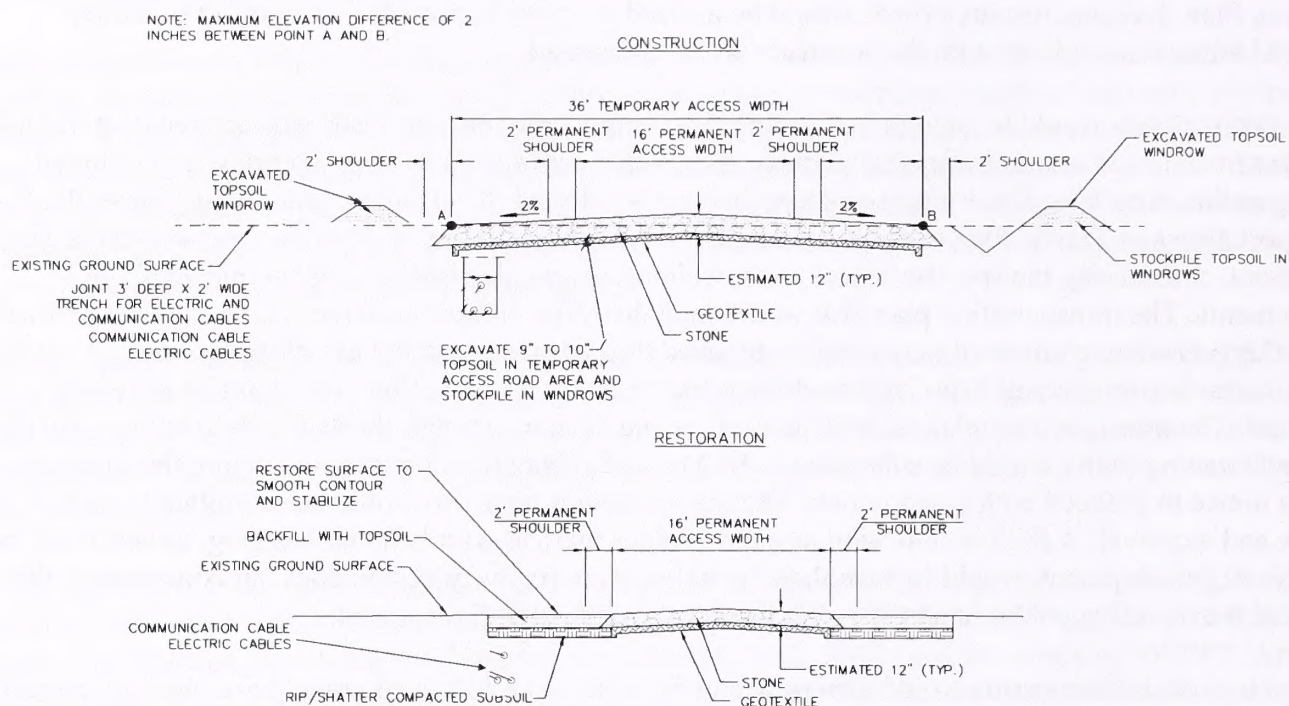 NOTE: MAXIMUM ELEVATION DIFFERENCE OF 2
INCHES BETWEEN POINT A AND B.
CONSTRUCTION
36' TEMPORARY ACCESS WIDTH
2' PERMANENT
SHOULDER
16' PERMANENT
ACCESS WIDTH
2' PERMANENT
SHOULDER
2' SHOULDER
2' SHOULDER
EXCAVATED TOPSOIL
WINDROW
EXCAVATED
TOPSOIL
WINDROW
A
2%
2%
B
EXISTING GROUND SURFACE
STOCKPILE TOPSOIL IN
WINDROWS
JOINT 3' DEEP X 2' WIDE
TRENCH FOR ELECTRIC AND
COMMUNICATION CABLES
COMMUNICATION CABLE
ELECTRIC CABLES
ESTIMATED 12" (TYP.)
GEOTEXTILE
STONE
EXCAVATE 9" TO 10"
TOPSOIL IN TEMPORARY
ACCESS ROAD AREA AND
STOCKPILE IN WINDROWS
RESTORATION
RESTORE SURFACE TO
SMOOTH CONTOUR
AND STABILIZE
2' PERMANENT
SHOULDER
16' PERMANENT
ACCESS WIDTH
2' PERMANENT
SHOULDER
BACKFILL WITH TOPSOIL
EXISTING GROUND SURFACE
COMMUNICATION CABLE
ELECTRIC CABLES
ESTIMATED 12" (TYP.)
STONE
GEOTEXTILE
RIP/SHATTER COMPACTED SUBSOIL